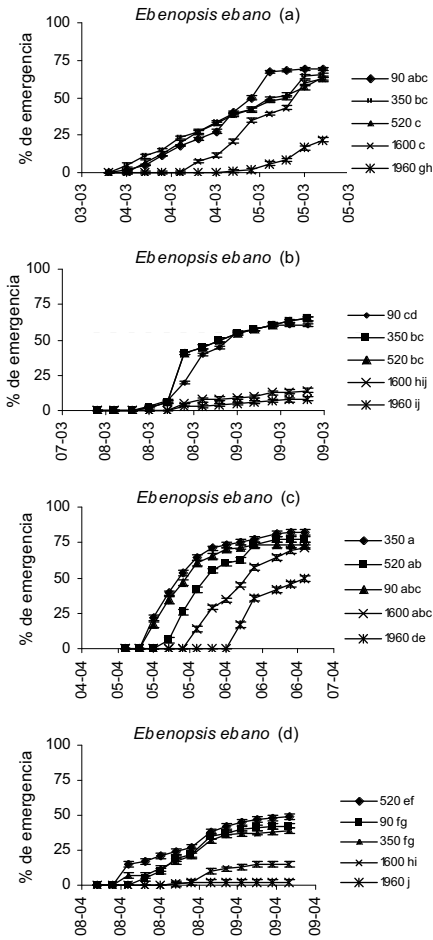 Ebenopsis ebano (a)
% de emergencia
100
75
50
25
0
03-03
04-03
04-03
04-03
05-03
05-03
05-03
90 abc
350 bc
520 c
1600 c
1960 gh
Ebenopsis ebano (b)
% de emergencia
100
75
50
25
0
07-03
08-03
08-03
08-03
09-03
09-03
09-03
90 cd
350 bc
520 bc
1600 hij
1960 ij
Ebenopsis ebano (c)
% de emergencia
100
75
50
25
0
04-04
05-04
05-04
05-04
06-04
06-04
06-04
07-04
350 a
520 ab
90 abc
1600 abc
1960 de
Ebenopsis ebano (d)
% de emergencia
100
75
50
25
0
08-04
08-04
08-04
08-04
08-04
09-04
09-04
09-04
520 ef
90 fg
350 fg
1600 hi
1960 j